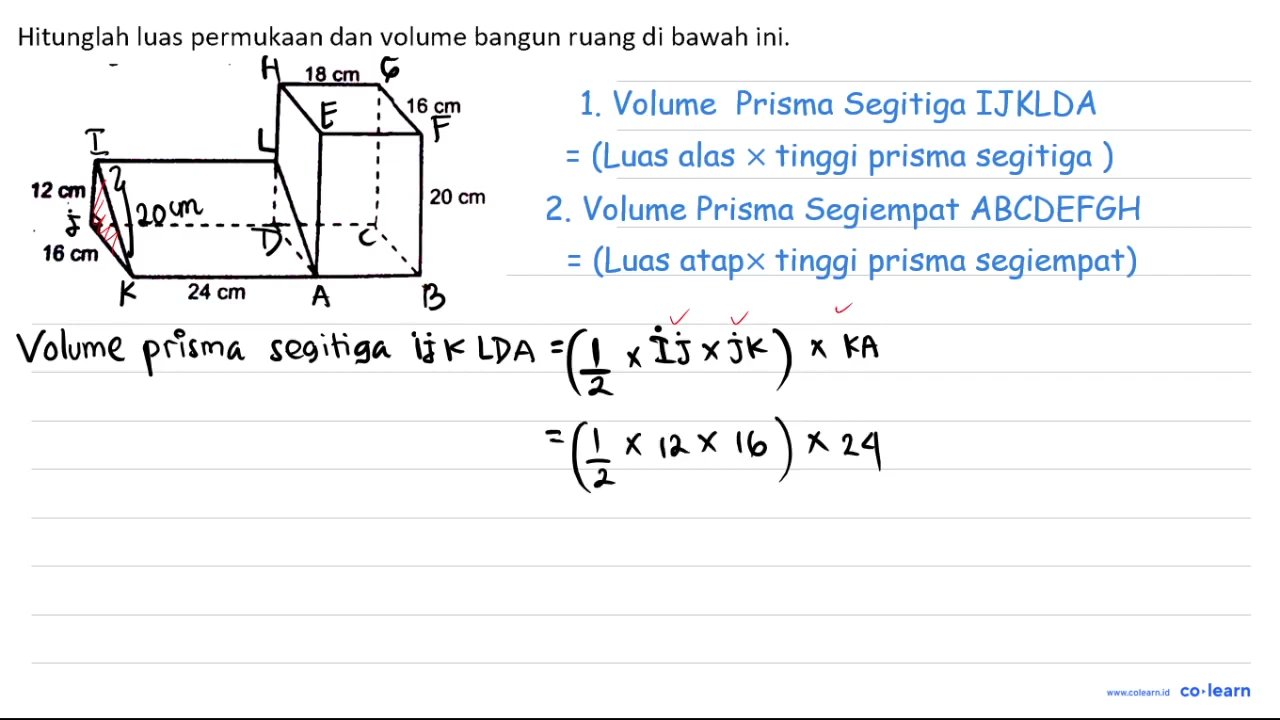 Hitunglah luas permukaan dan volume bangun ruang di bawah ini.
H 18 cm G
E 16 cm
F
I L
12 cm 20 cm 20 cm
j D C
16 cm
K 24 cm A B
1. Volume Prisma Segitiga IJKLDA
= (Luas alas × tinggi prisma segitiga )
2. Volume Prisma Segiempat ABCDEFGH
= (Luas atap× tinggi prisma segiempat)
Volume prisma segitiga ijK LDA = (1/2 × Ij × jK) × KA
= (1/2 × 12 × 16) × 24
www.colearn.id co·learn